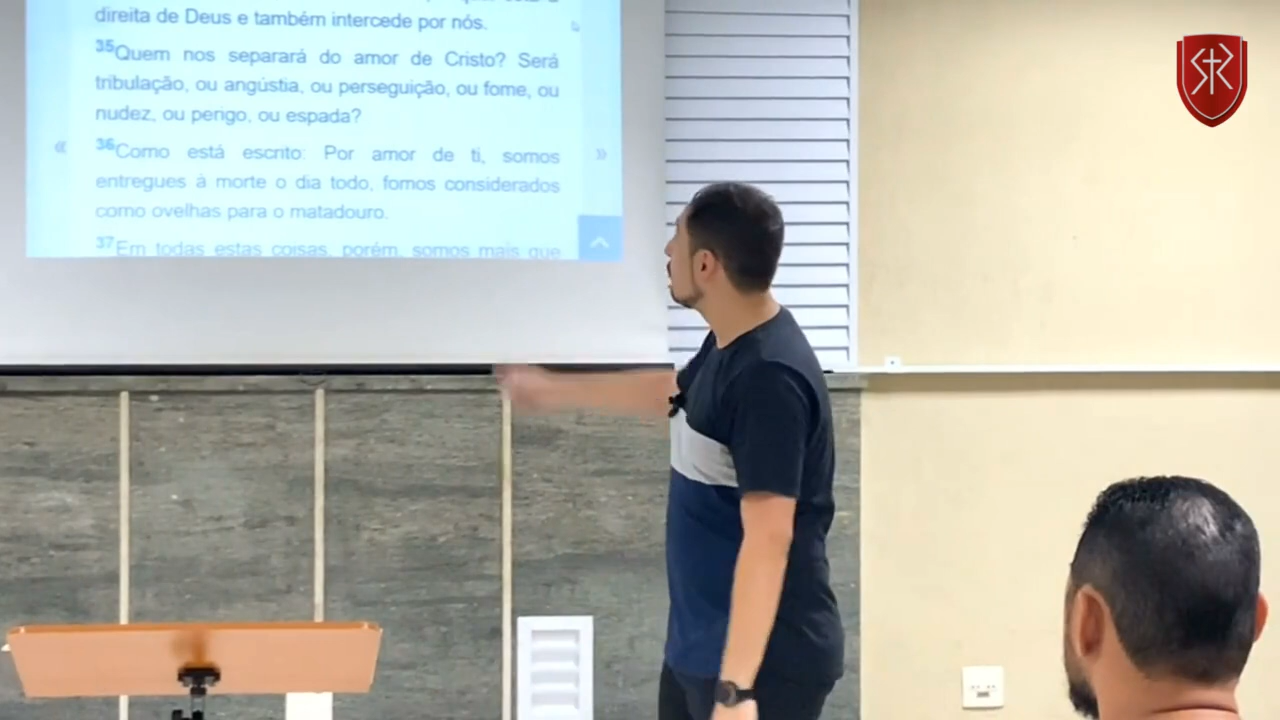 direita de Deus e também intercede por nós.
35Quem nos separará do amor de Cristo? Será
tribulação, ou angústia, ou perseguição, ou fome, ou
nudez, ou perigo, ou espada?
«
36Como está escrito: Por amor de ti, somos
»
entregues à morte o dia todo, fomos considerados
como ovelhas para o matadouro.
37Em todas estas coisas, porém, somos mais que